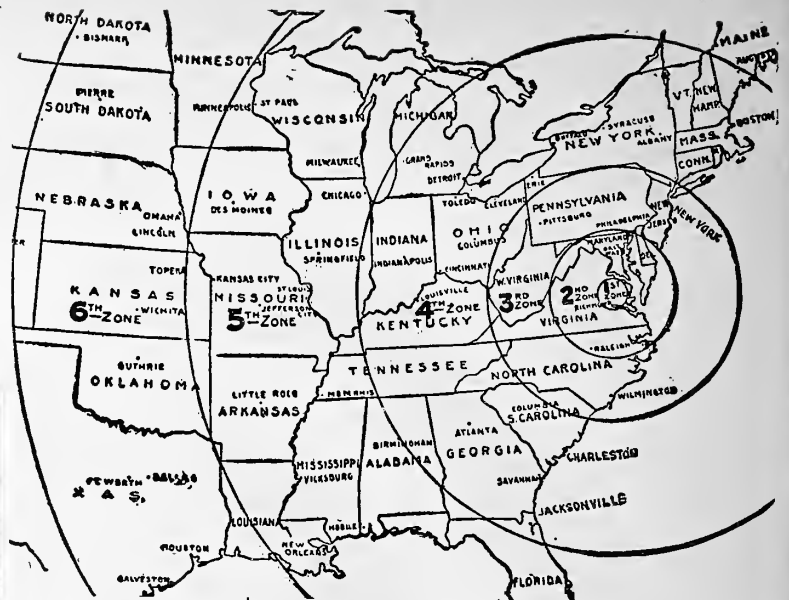 NORTH DAKOTA
• BISMARK
MINNESOTA
MAINE
AUGUSTA
PIERRE
SOUTH DAKOTA
MINNEAPOLIS
ST PAUL
WISCONSIN
MICHIGAN
VT.
NEW
HAMP.
BUFFALO
SYRACUSE
NEW YORK
ALBANY
MASS.
BOSTON
CONN.
MILWAUKEE
GRAND
RAPIDS
DETROIT
ERIE
NEBRASKA
OMAHA
LINCOLN
IOWA
DES MOINES
CHICAGO
TOLEDO
CLEVELAND
PENNSYLVANIA
PITTSBURG
PHILADELPHIA
NEW
JERSEY
NEW YORK
ILLINOIS
SPRINGFIELD
INDIANA
INDIANAPOLIS
OHIO
COLUMBUS
CINCINNATI
MARYLAND
DEL.
TOPEKA
KANSAS
6TH ZONE
WICHITA
KANSAS CITY
MISSOURI
ST LOUIS
JEFFERSON
CITY
5TH ZONE
LOUISVILLE
4TH ZONE
KENTUCKY
W. VIRGINIA
3RD
ZONE
2ND
ZONE
1ST
ZONE
RICHMOND
VIRGINIA
GUTHRIE
OKLAHOMA
TENNESSEE
MEMPHIS
NORTH CAROLINA
RALEIGH
WILMINGTON
LITTLE ROCK
ARKANSAS
COLUMBIA
S. CAROLINA
ATLANTA
GEORGIA
CHARLESTON
BIRMINGHAM
ALABAMA
MISSISSIPPI
VICKSBURG
SAVANNAH
FT WORTH
• DALLAS
X A S.
JACKSONVILLE
LOUISIANA
MOBILE
NEW
ORLEANS
HOUSTON
GALVESTON
FLORIDA